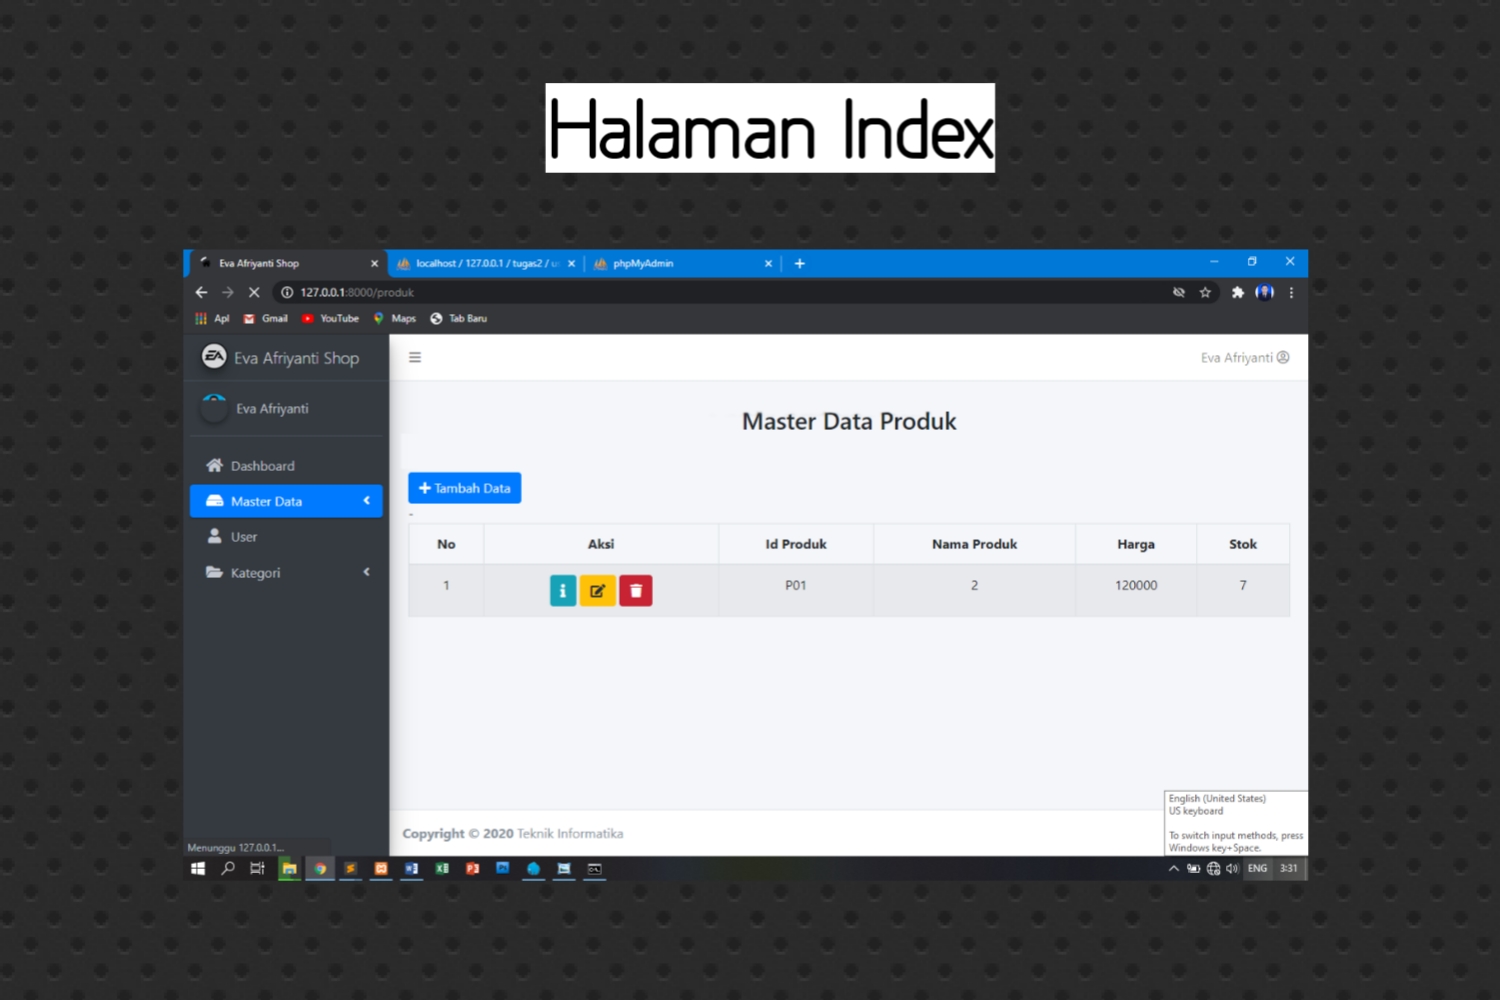 Halaman Index
Eva Afriyanti Shop
localhost / 127.0.0.1 / tugas2 / u
phpMyAdmin
127.0.0.1:8000/produk
Apl Gmail YouTube Maps Tab Baru
EA Eva Afriyanti Shop
Eva Afriyanti
Eva Afriyanti
Master Data Produk
Dashboard
Master Data
User
Kategori
+ Tambah Data
-
No Aksi Id Produk Nama Produk Harga Stok
1 P01 2 120000 7
English (United States)
US keyboard
To switch input methods, press
Windows key+Space.
Copyright © 2020 Teknik Informatika
Menunggu 127.0.0.1...
ENG 3:31